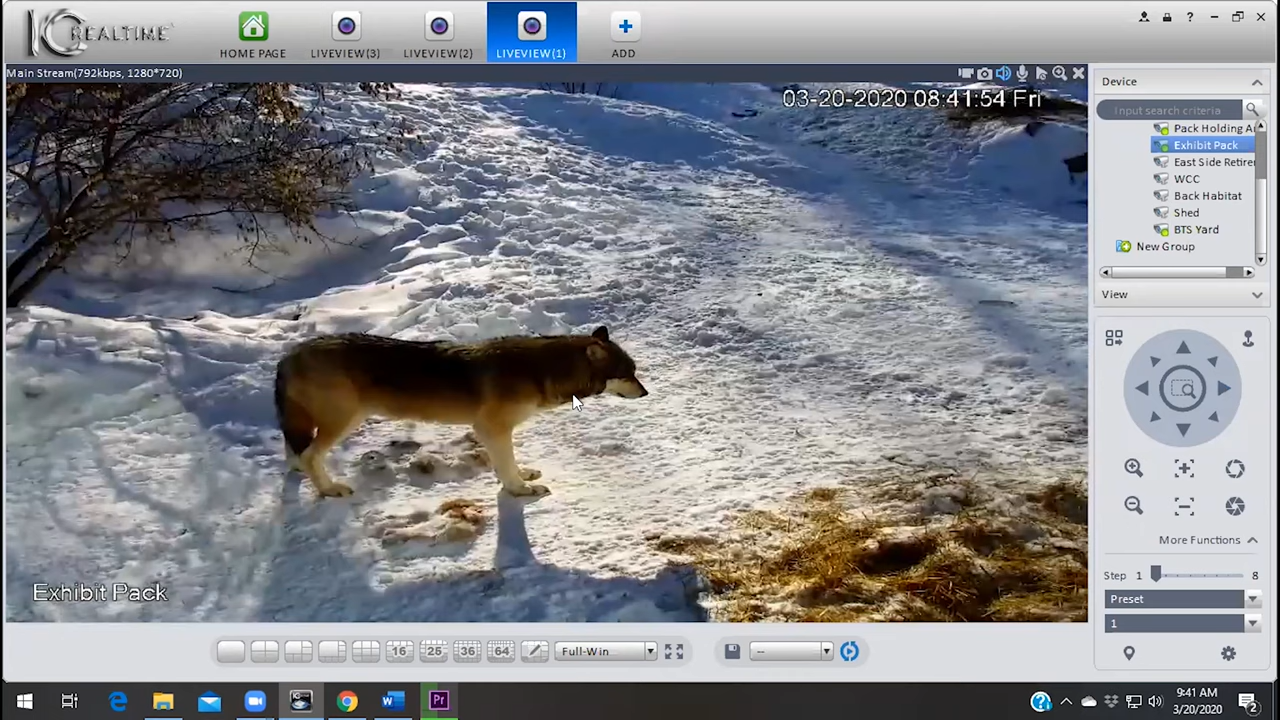 IC REALTIME
HOME PAGE
LIVEVIEW(3)
LIVEVIEW(2)
LIVEVIEW(1)
ADD
Main Stream(792kbps, 1280*720)
03-20-2020 08:41:54 Fri
Exhibit Pack
Device
Input search criteria
Pack Holding A
Exhibit Pack
East Side Retire
WCC
Back Habitat
Shed
BTS Yard
New Group
View
More Functions
Step 1 8
Preset
1
16 25 36 64 Full-Win --
W Pr ? 9:41 AM
3/20/2020 2